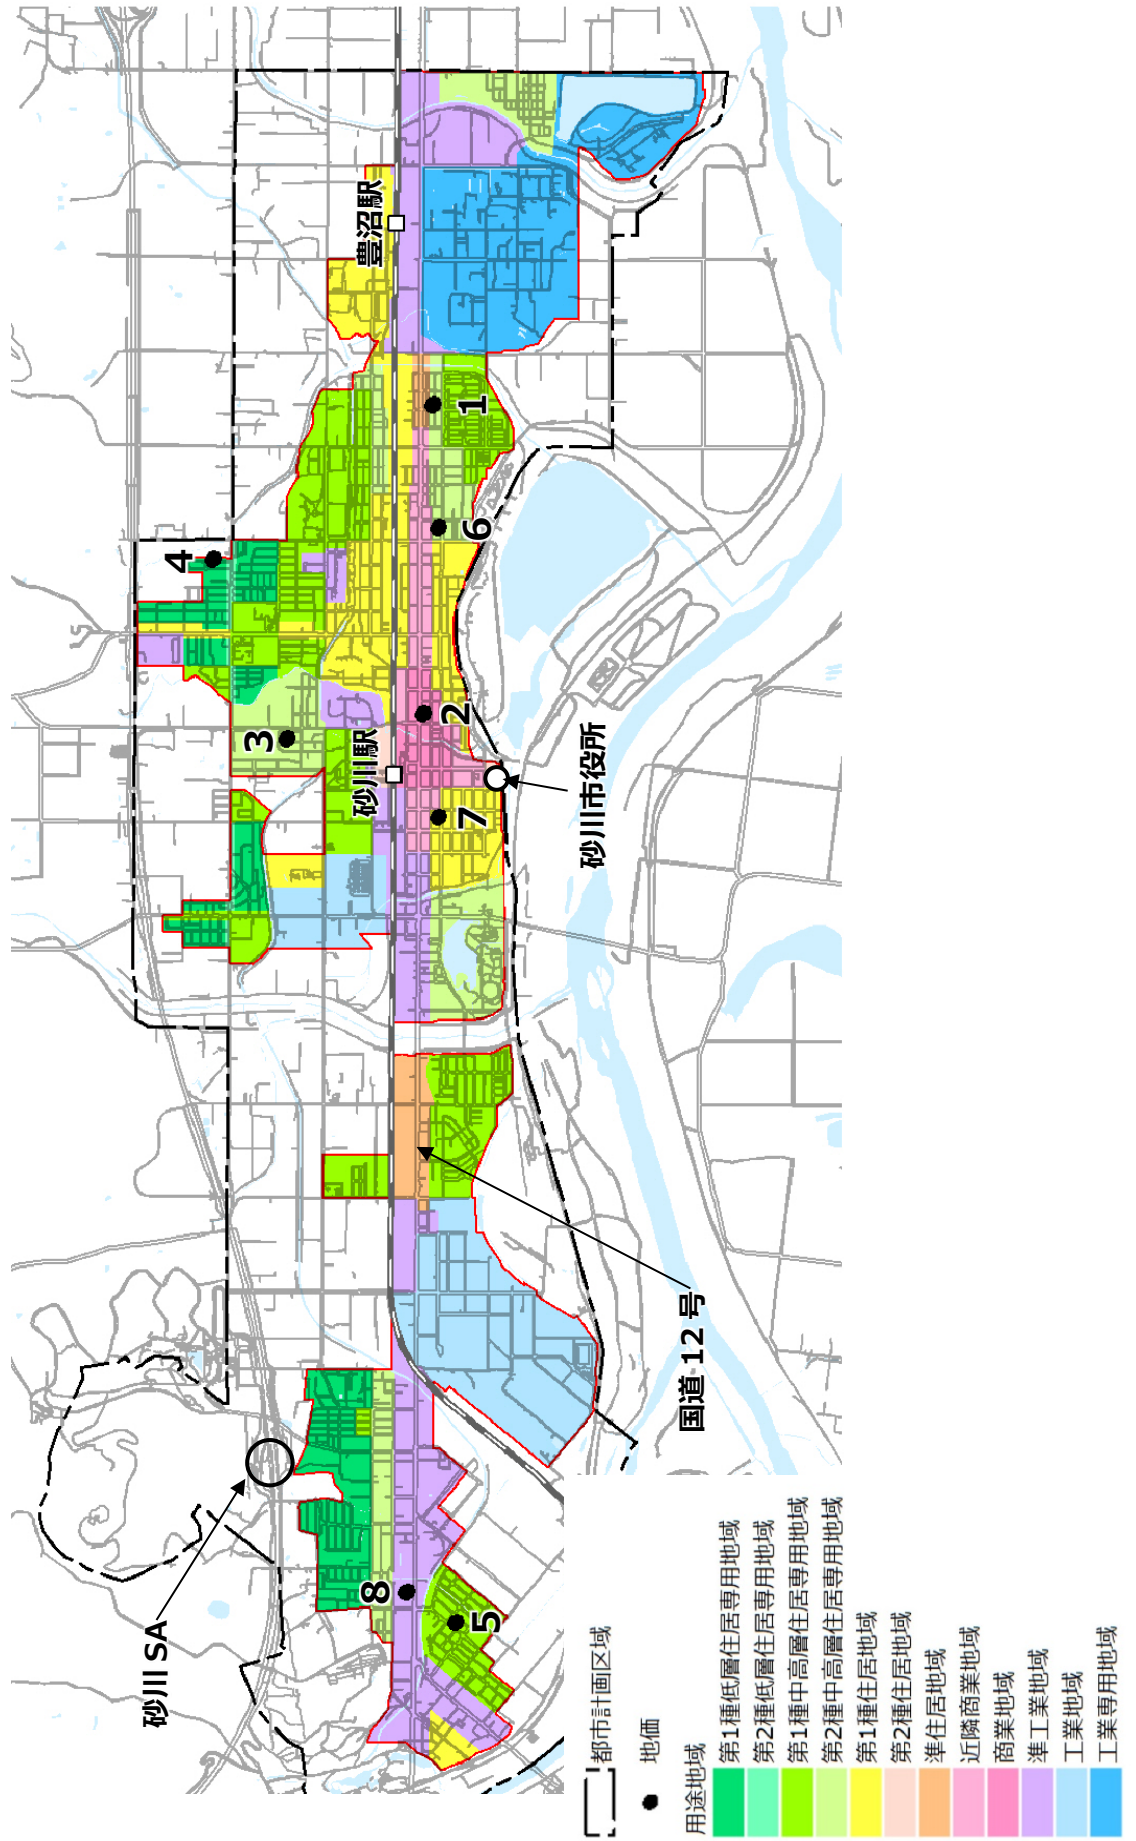 豊沼駅
4
1
6
3
2
砂川駅
7
砂川市役所
国道 12 号
砂川 SA
8
5
都市計画区域
地価
用途地域
第1種低層住居専用地域
第2種低層住居専用地域
第1種中高層住居専用地域
第2種中高層住居専用地域
第1種住居地域
第2種住居地域
準住居地域
近隣商業地域
商業地域
準工業地域
工業地域
工業専用地域